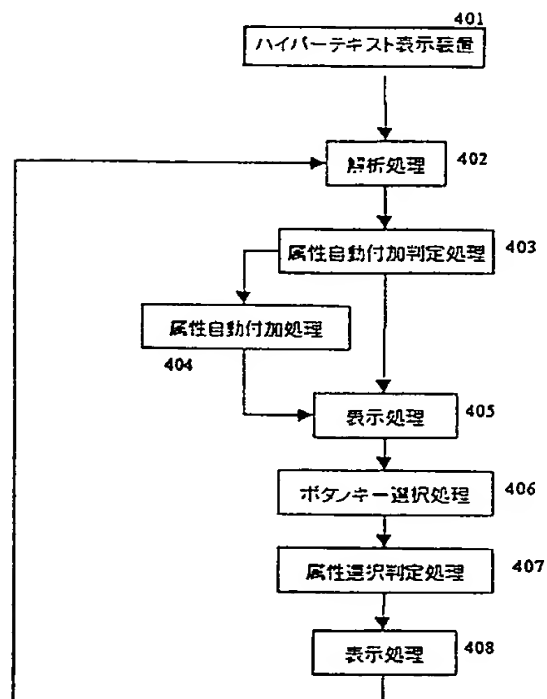 401
ハイパーテキスト表示装置
解析処理 402
属性自動付加判定処理 403
属性自動付加処理
404
表示処理 405
ボタンキー選択処理 406
属性選択判定処理 407
表示処理 408